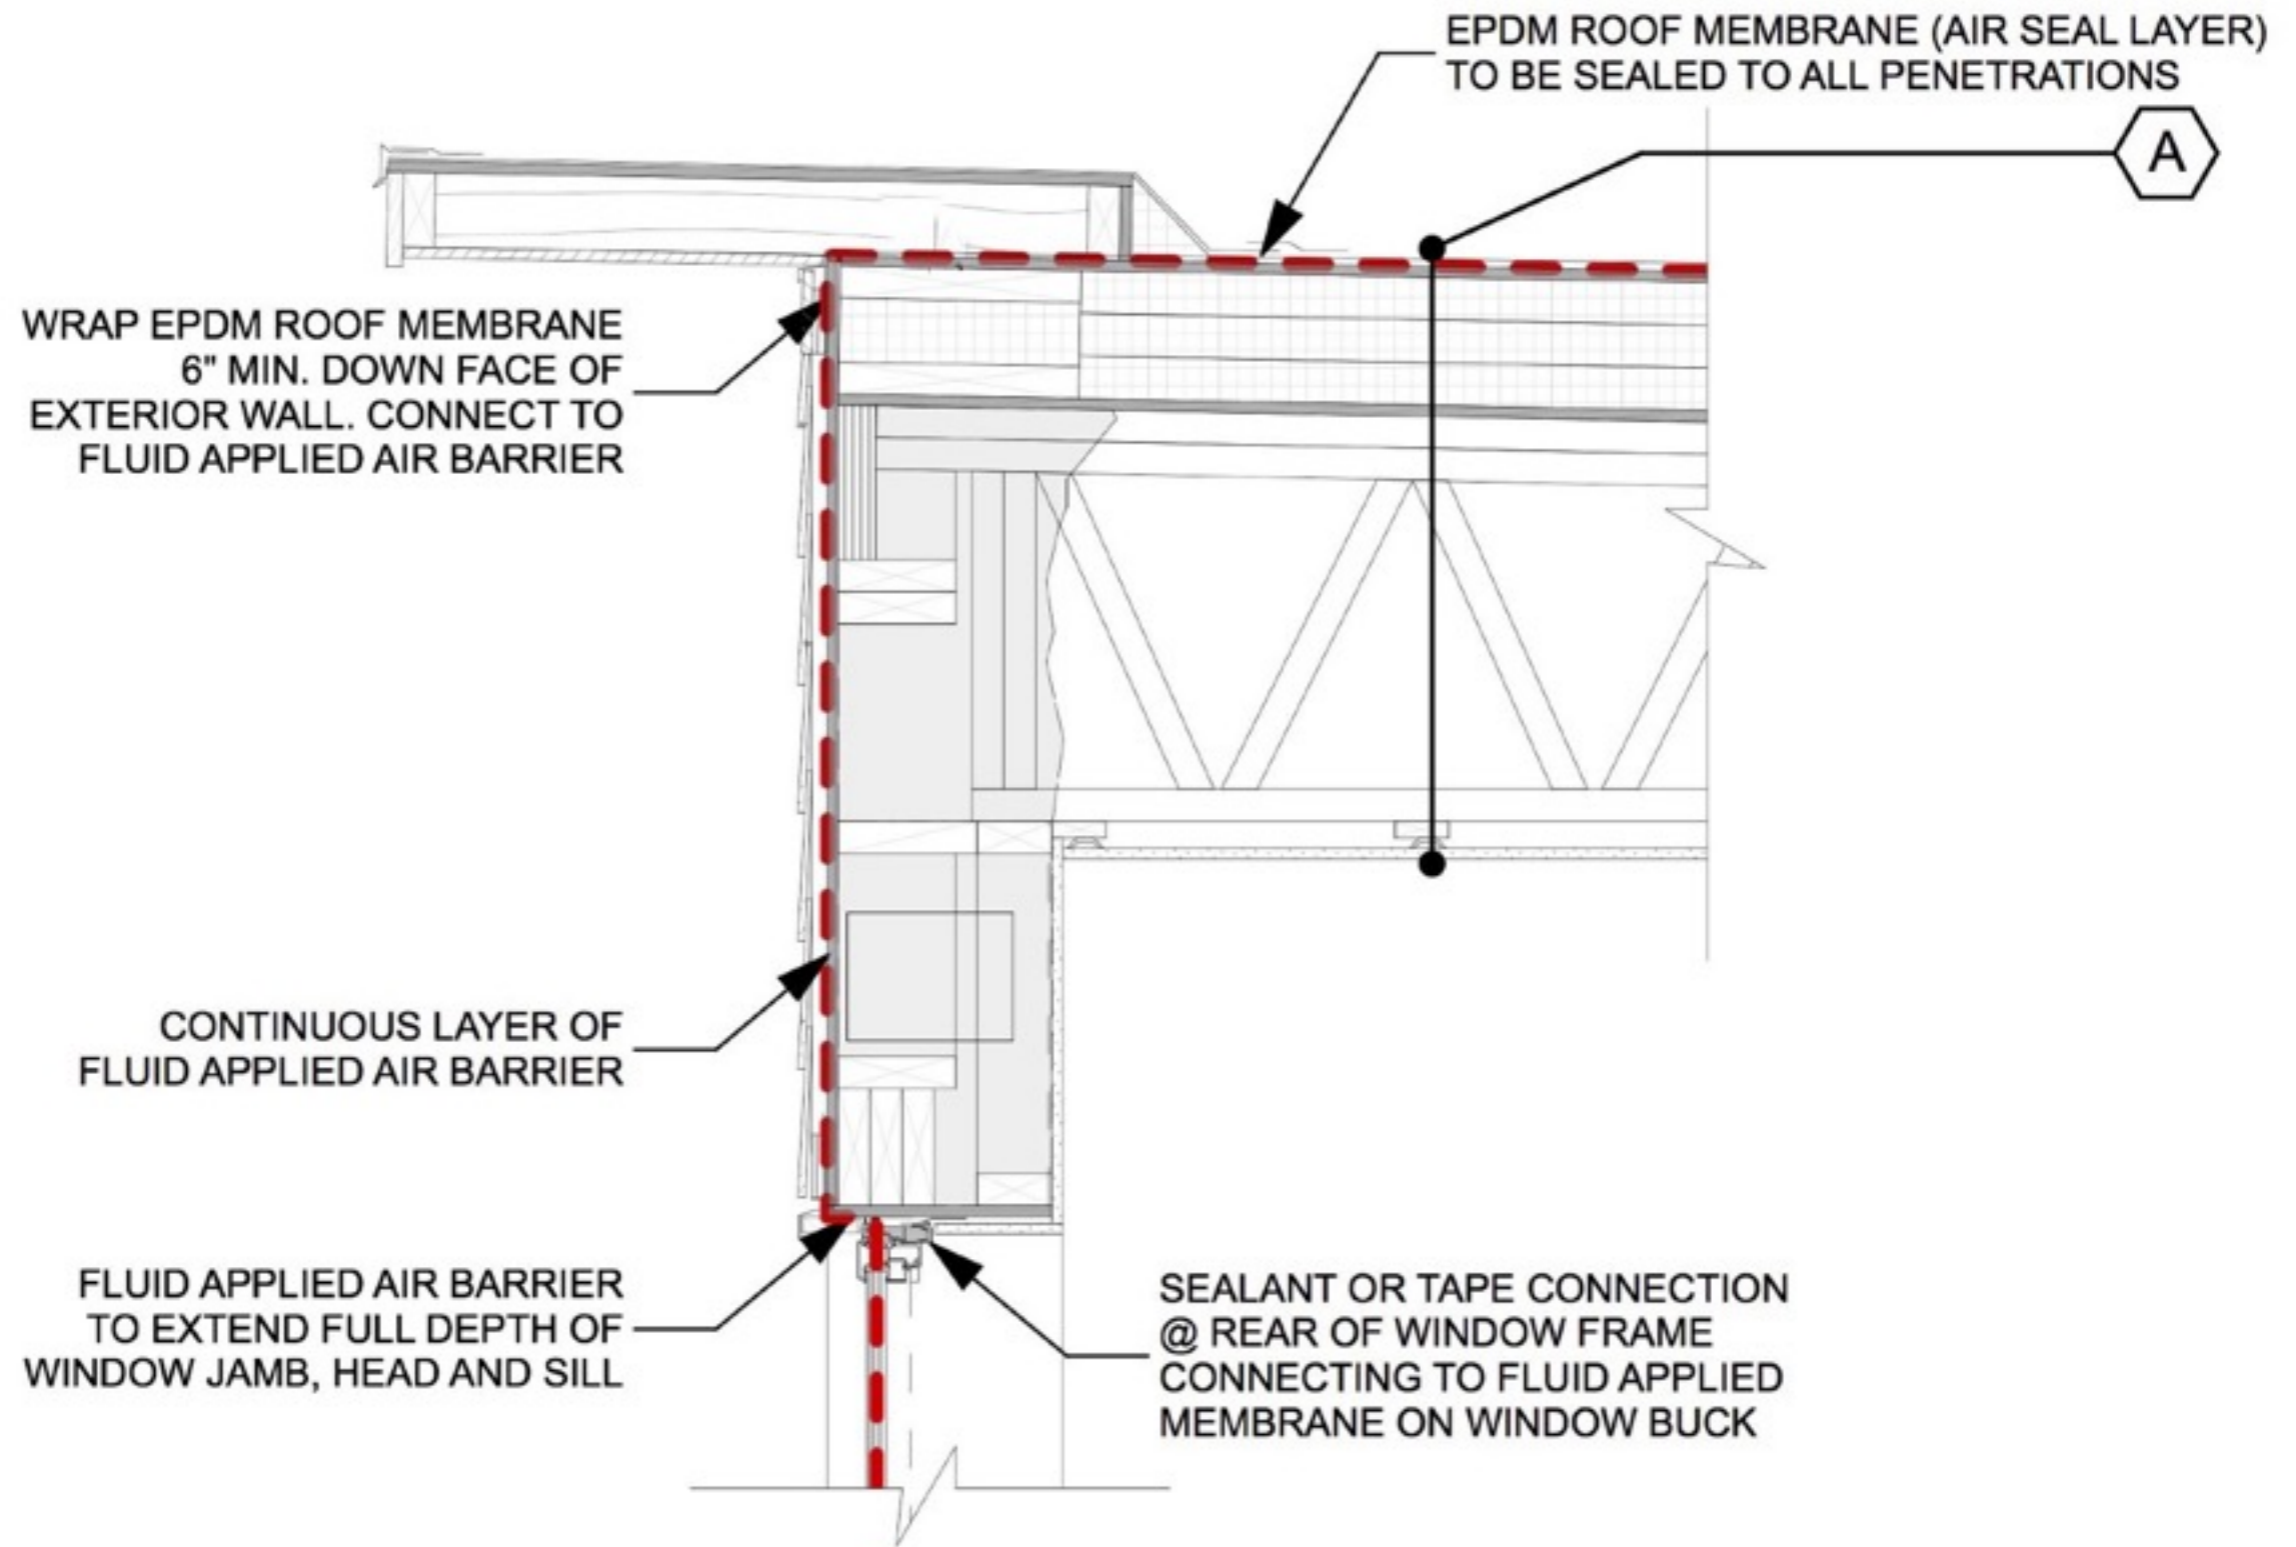 EPDM ROOF MEMBRANE (AIR SEAL LAYER)
TO BE SEALED TO ALL PENETRATIONS
A
WRAP EPDM ROOF MEMBRANE
6" MIN. DOWN FACE OF
EXTERIOR WALL. CONNECT TO
FLUID APPLIED AIR BARRIER
CONTINUOUS LAYER OF
FLUID APPLIED AIR BARRIER
FLUID APPLIED AIR BARRIER
TO EXTEND FULL DEPTH OF
WINDOW JAMB, HEAD AND SILL
SEALANT OR TAPE CONNECTION
@ REAR OF WINDOW FRAME
CONNECTING TO FLUID APPLIED
MEMBRANE ON WINDOW BUCK